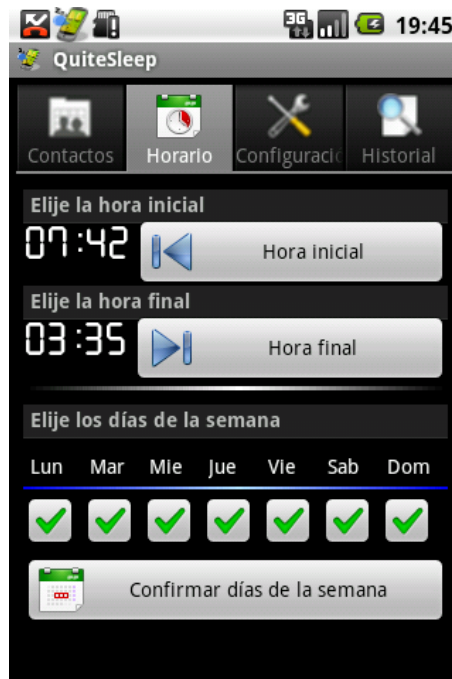 3G 19:45
QuiteSleep
Contactos Horario Configuració Historial
Elije la hora inicial
07:42 Hora inicial
Elije la hora final
03:35 Hora final
Elije los días de la semana
Lun Mar Mie Jue Vie Sab Dom
Confirmar días de la semana